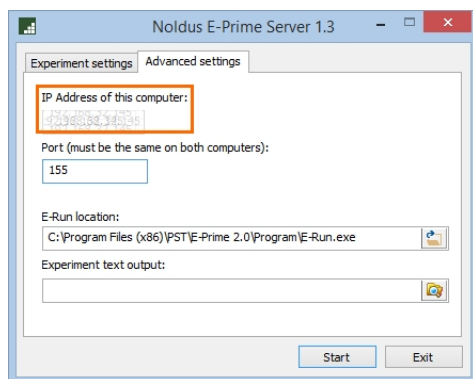 Noldus E-Prime Server 1.3
Experiment settings Advanced settings
IP Address of this computer:
Port (must be the same on both computers):
155
E-Run location:
C:\Program Files (x86)\PST\E-Prime 2.0\Program\E-Run.exe
Experiment text output:
Start Exit